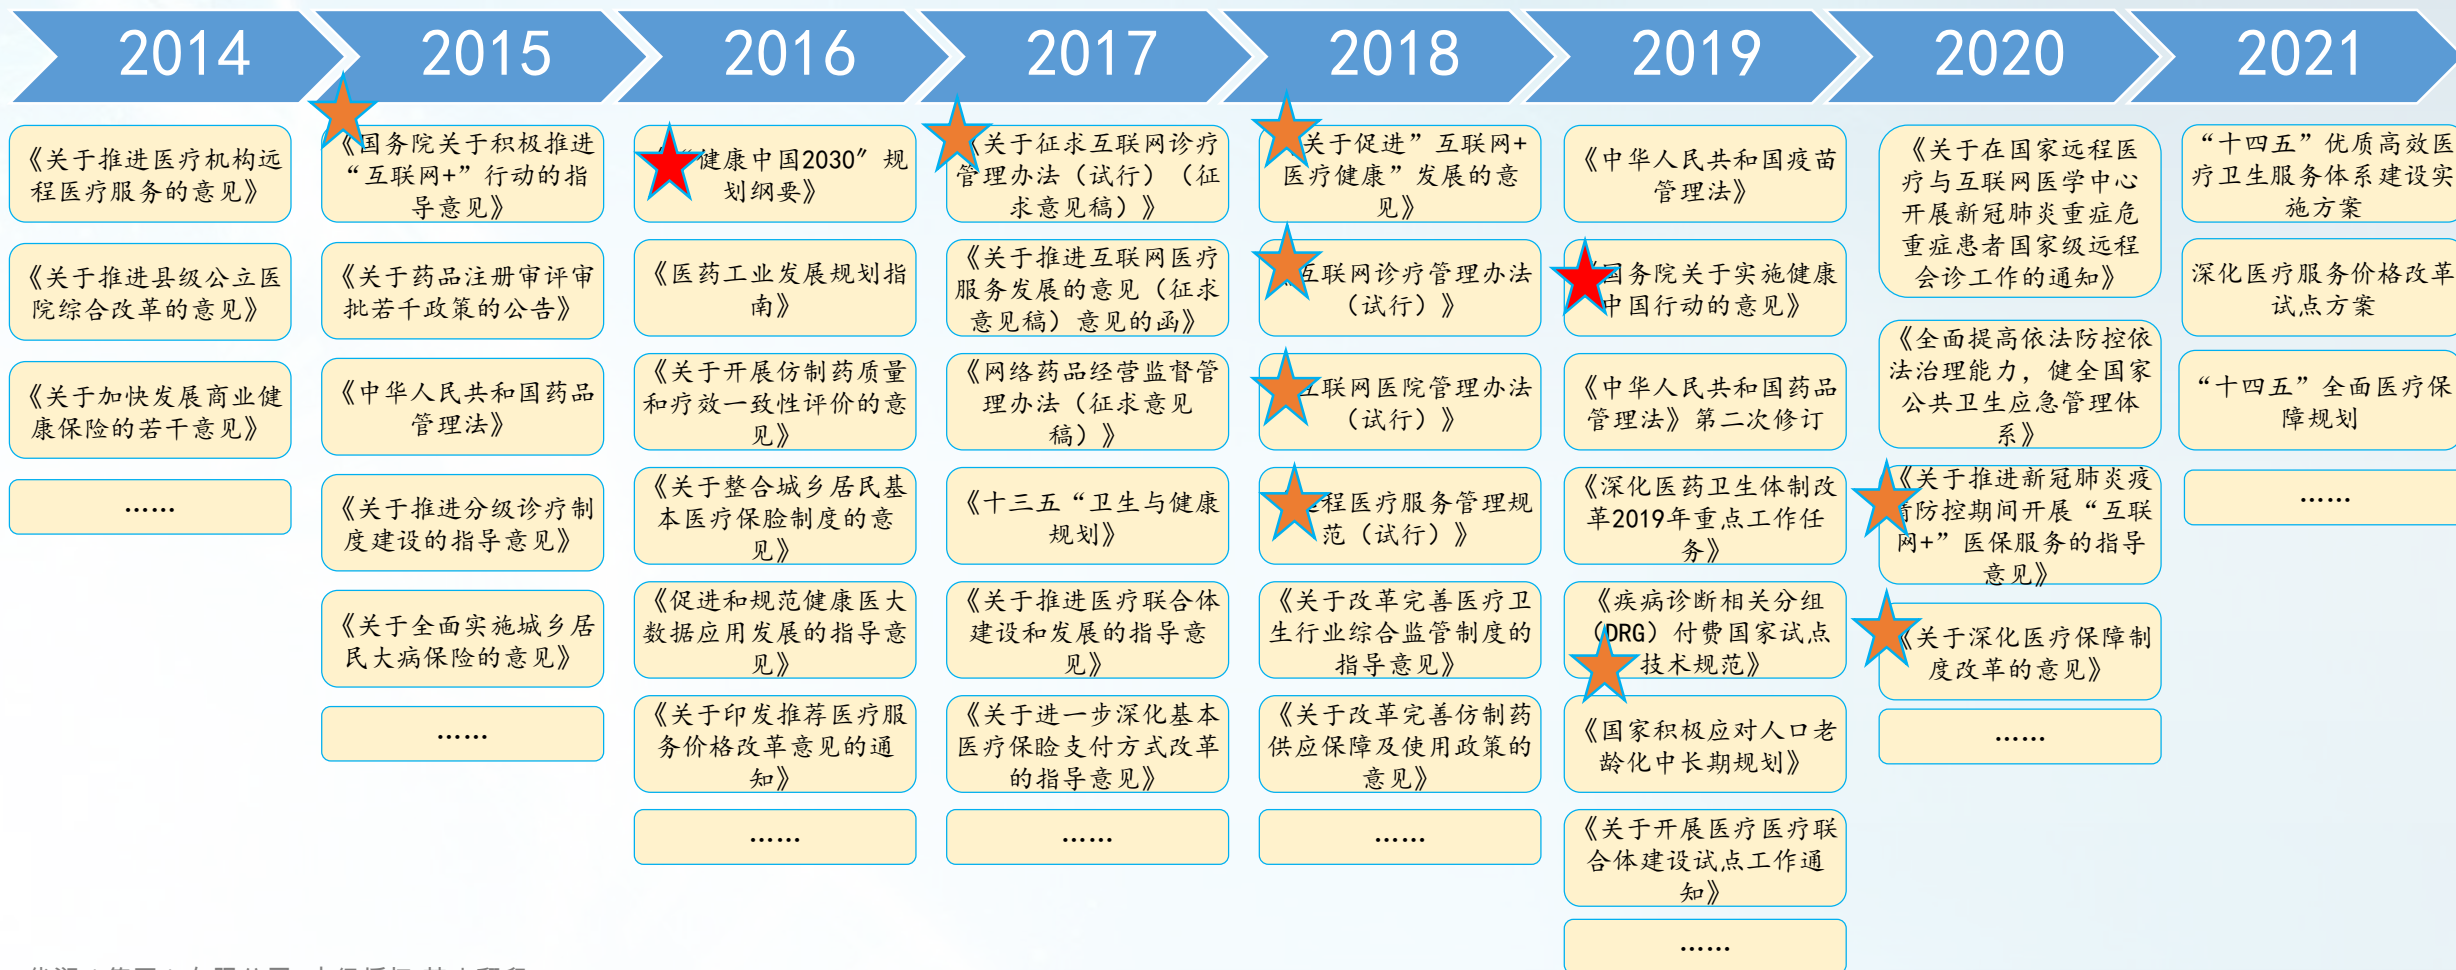 2014
2015
2016
2017
2018
2019
2020
2021
《关于推进医疗机构远
程医疗服务的意见》
《关于推进县级公立医
院综合改革的意见》
《关于加快发展商业健
康保险的若干意见》
……
《国务院关于积极推进
“互联网+”行动的指
导意见》
《关于药品注册审评审
批若干政策的公告》
《中华人民共和国药品
管理法》
《关于推进分级诊疗制
度建设的指导意见》
《关于全面实施城乡居
民大病保险的意见》
……
“健康中国2030”规
划纲要》
《医药工业发展规划指
南》
《关于开展仿制药质量
和疗效一致性评价的意
见》
《关于整合城乡居民基
本医疗保险制度的意
见》
《促进和规范健康医大
数据应用发展的指导意
见》
《关于印发推荐医疗服
务价格改革意见的通
知》
……
《关于征求互联网诊疗
管理办法（试行）（征
求意见稿）》
《关于推进互联网医疗
服务发展的意见（征求
意见稿）意见的函》
《网络药品经营监督管
理办法（征求意见
稿）》
《十三五“卫生与健康
规划》
《关于推进医疗联合体
建设和发展的指导意
见》
《关于进一步深化基本
医疗保险支付方式改革
的指导意见》
……
关于促进”互联网+
医疗健康”发展的意
见》
互联网诊疗管理办法
（试行）》
互联网医院管理办法
（试行）》
程医疗服务管理规
范（试行）》
《关于改革完善医疗卫
生行业综合监管制度的
指导意见》
《关于改革完善仿制药
供应保障及使用政策的
意见》
……
《中华人民共和国疫苗
管理法》
《国务院关于实施健康
中国行动的意见》
《中华人民共和国药品
管理法》第二次修订
《深化医药卫生体制改
革2019年重点工作任
务》
《疾病诊断相关分组
（DRG）付费国家试点
技术规范》
《国家积极应对人口老
龄化中长期规划》
《关于开展医疗医疗联
合体建设试点工作通
知》
……
《关于在国家远程医
疗与互联网医学中心
开展新冠肺炎重症危
重症患者国家级远程
会诊工作的通知》
《全面提高依法防控依
法治理能力，健全国家
公共卫生应急管理体
系》
《关于推进新冠肺炎疫
情防控期间开展“互联
网+”医保服务的指导
意见》
《关于深化医疗保障制
度改革的意见》
……
“十四五”优质高效医
疗卫生服务体系建设实
施方案
深化医疗服务价格改革
试点方案
“十四五”全面医疗保
障规划
……